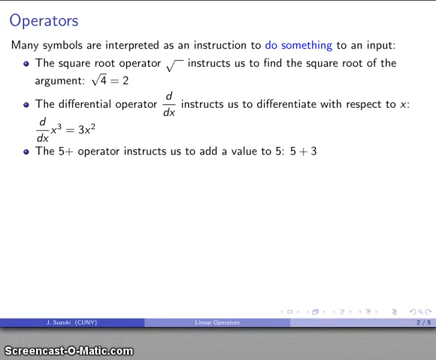 Operators
Many symbols are interpreted as an instruction to do something to an input:
The square root operator √ instructs us to find the square root of the
argument: √4 = 2
The differential operator d/dx instructs us to differentiate with respect to x:
d/dx x³ = 3x²
The 5+ operator instructs us to add a value to 5: 5 + 3
J. Suzuki (CUNY) Linear Operators 2 / 5
Screencast-O-Matic.com